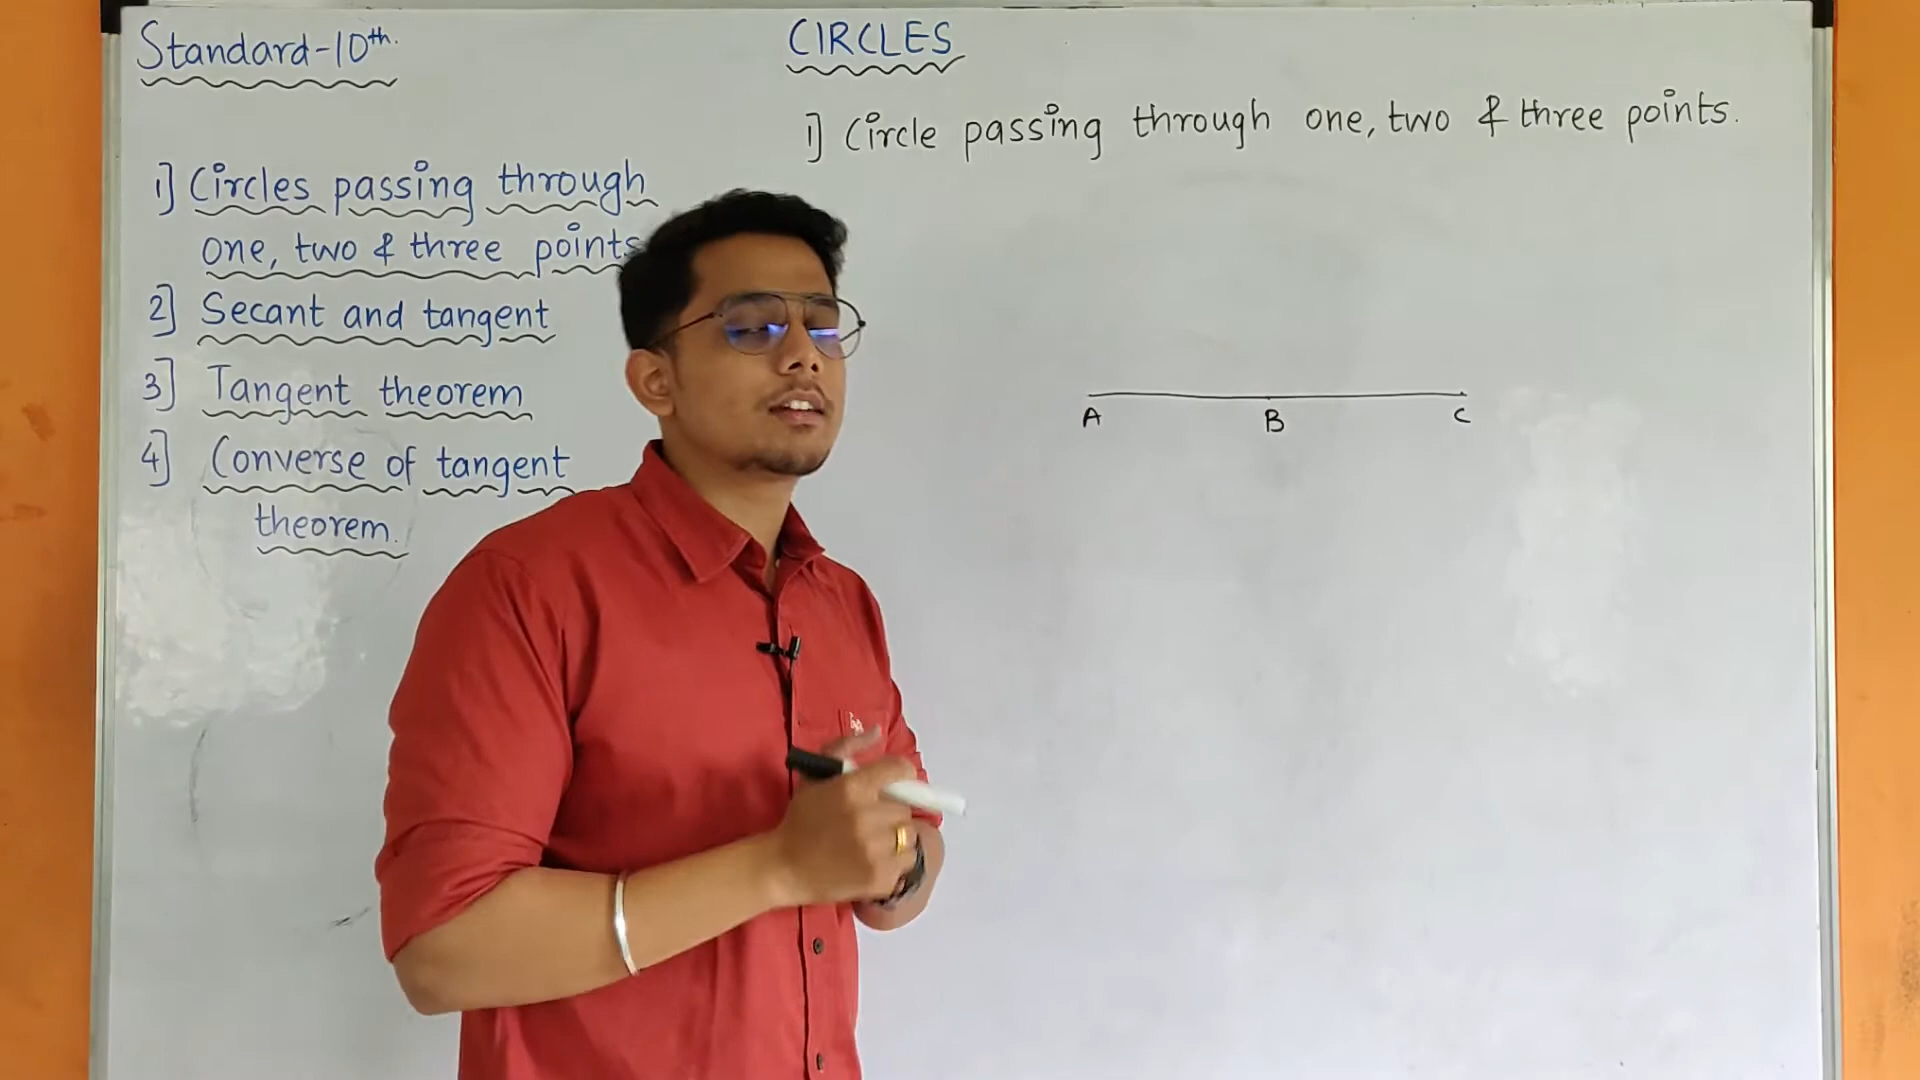 Standard-10th.
1] Circles passing through
one, two & three points
2] Secant and tangent
3] Tangent theorem
4] Converse of tangent
theorem.
CIRCLES
1] Circle passing through one, two & three points.
A B C